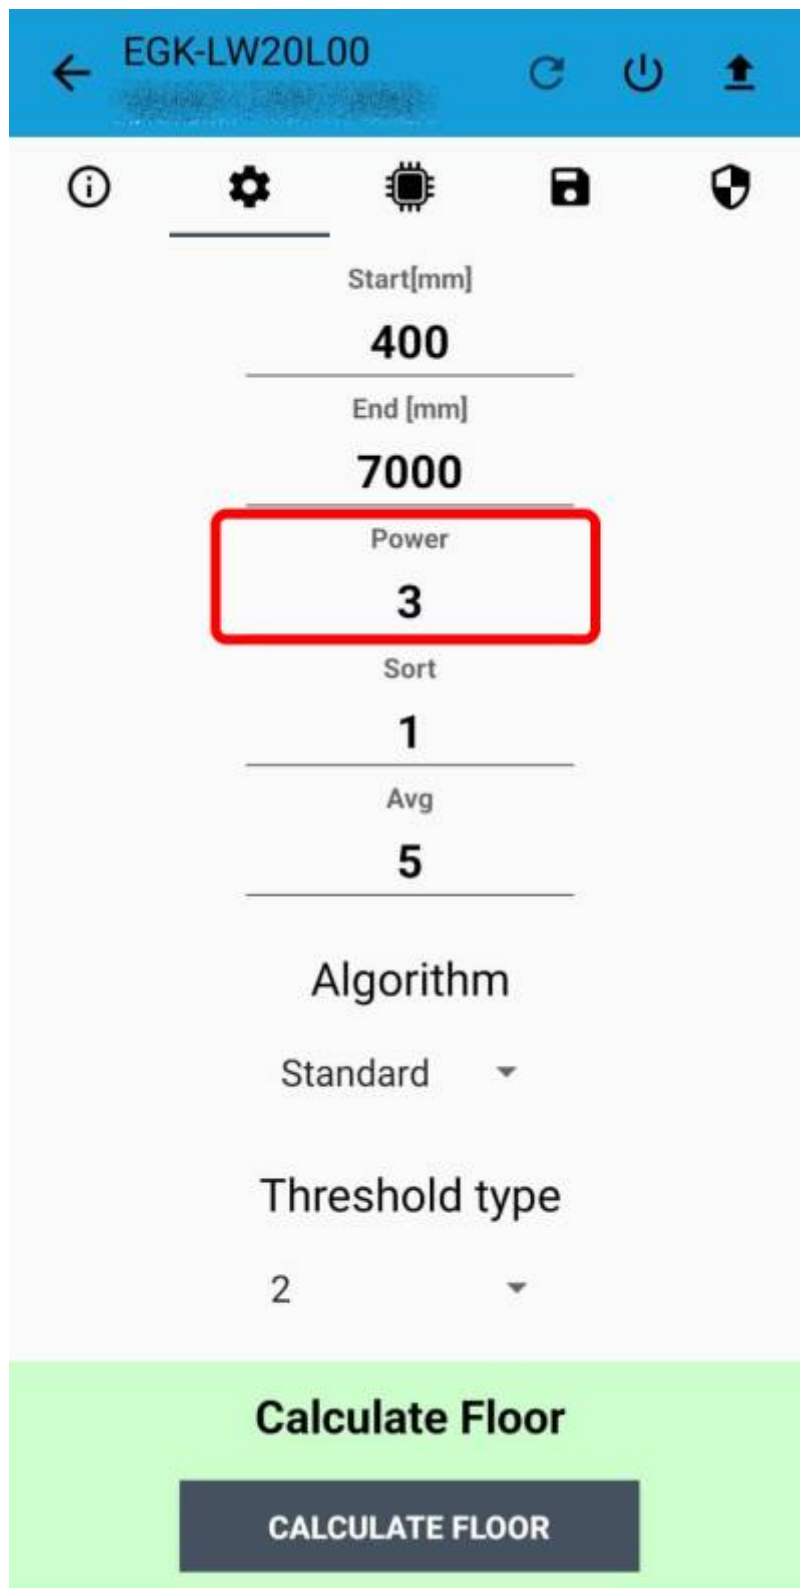 EGK-LW20L00
Start[mm]
400
End [mm]
7000
Power
3
Sort
1
Avg
5
Algorithm
Standard
Threshold type
2
Calculate Floor
CALCULATE FLOOR